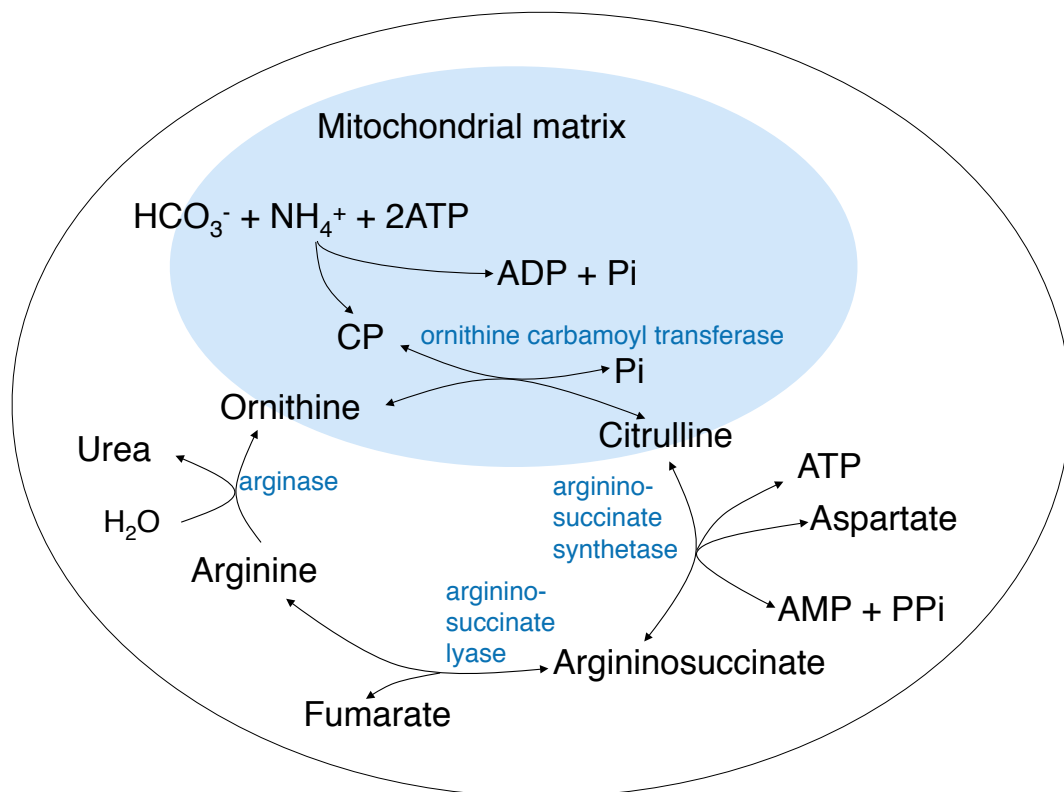 Mitochondrial matrix
HCO₃⁻ + NH₄⁺ + 2ATP
ADP + Pi
CP
ornithine carbamoyl transferase
Pi
Ornithine
Citrulline
Urea
arginase
H₂O
Arginine
arginino-
succinate
synthetase
ATP
Aspartate
AMP + PPi
arginino-
succinate
lyase
Argininosuccinate
Fumarate